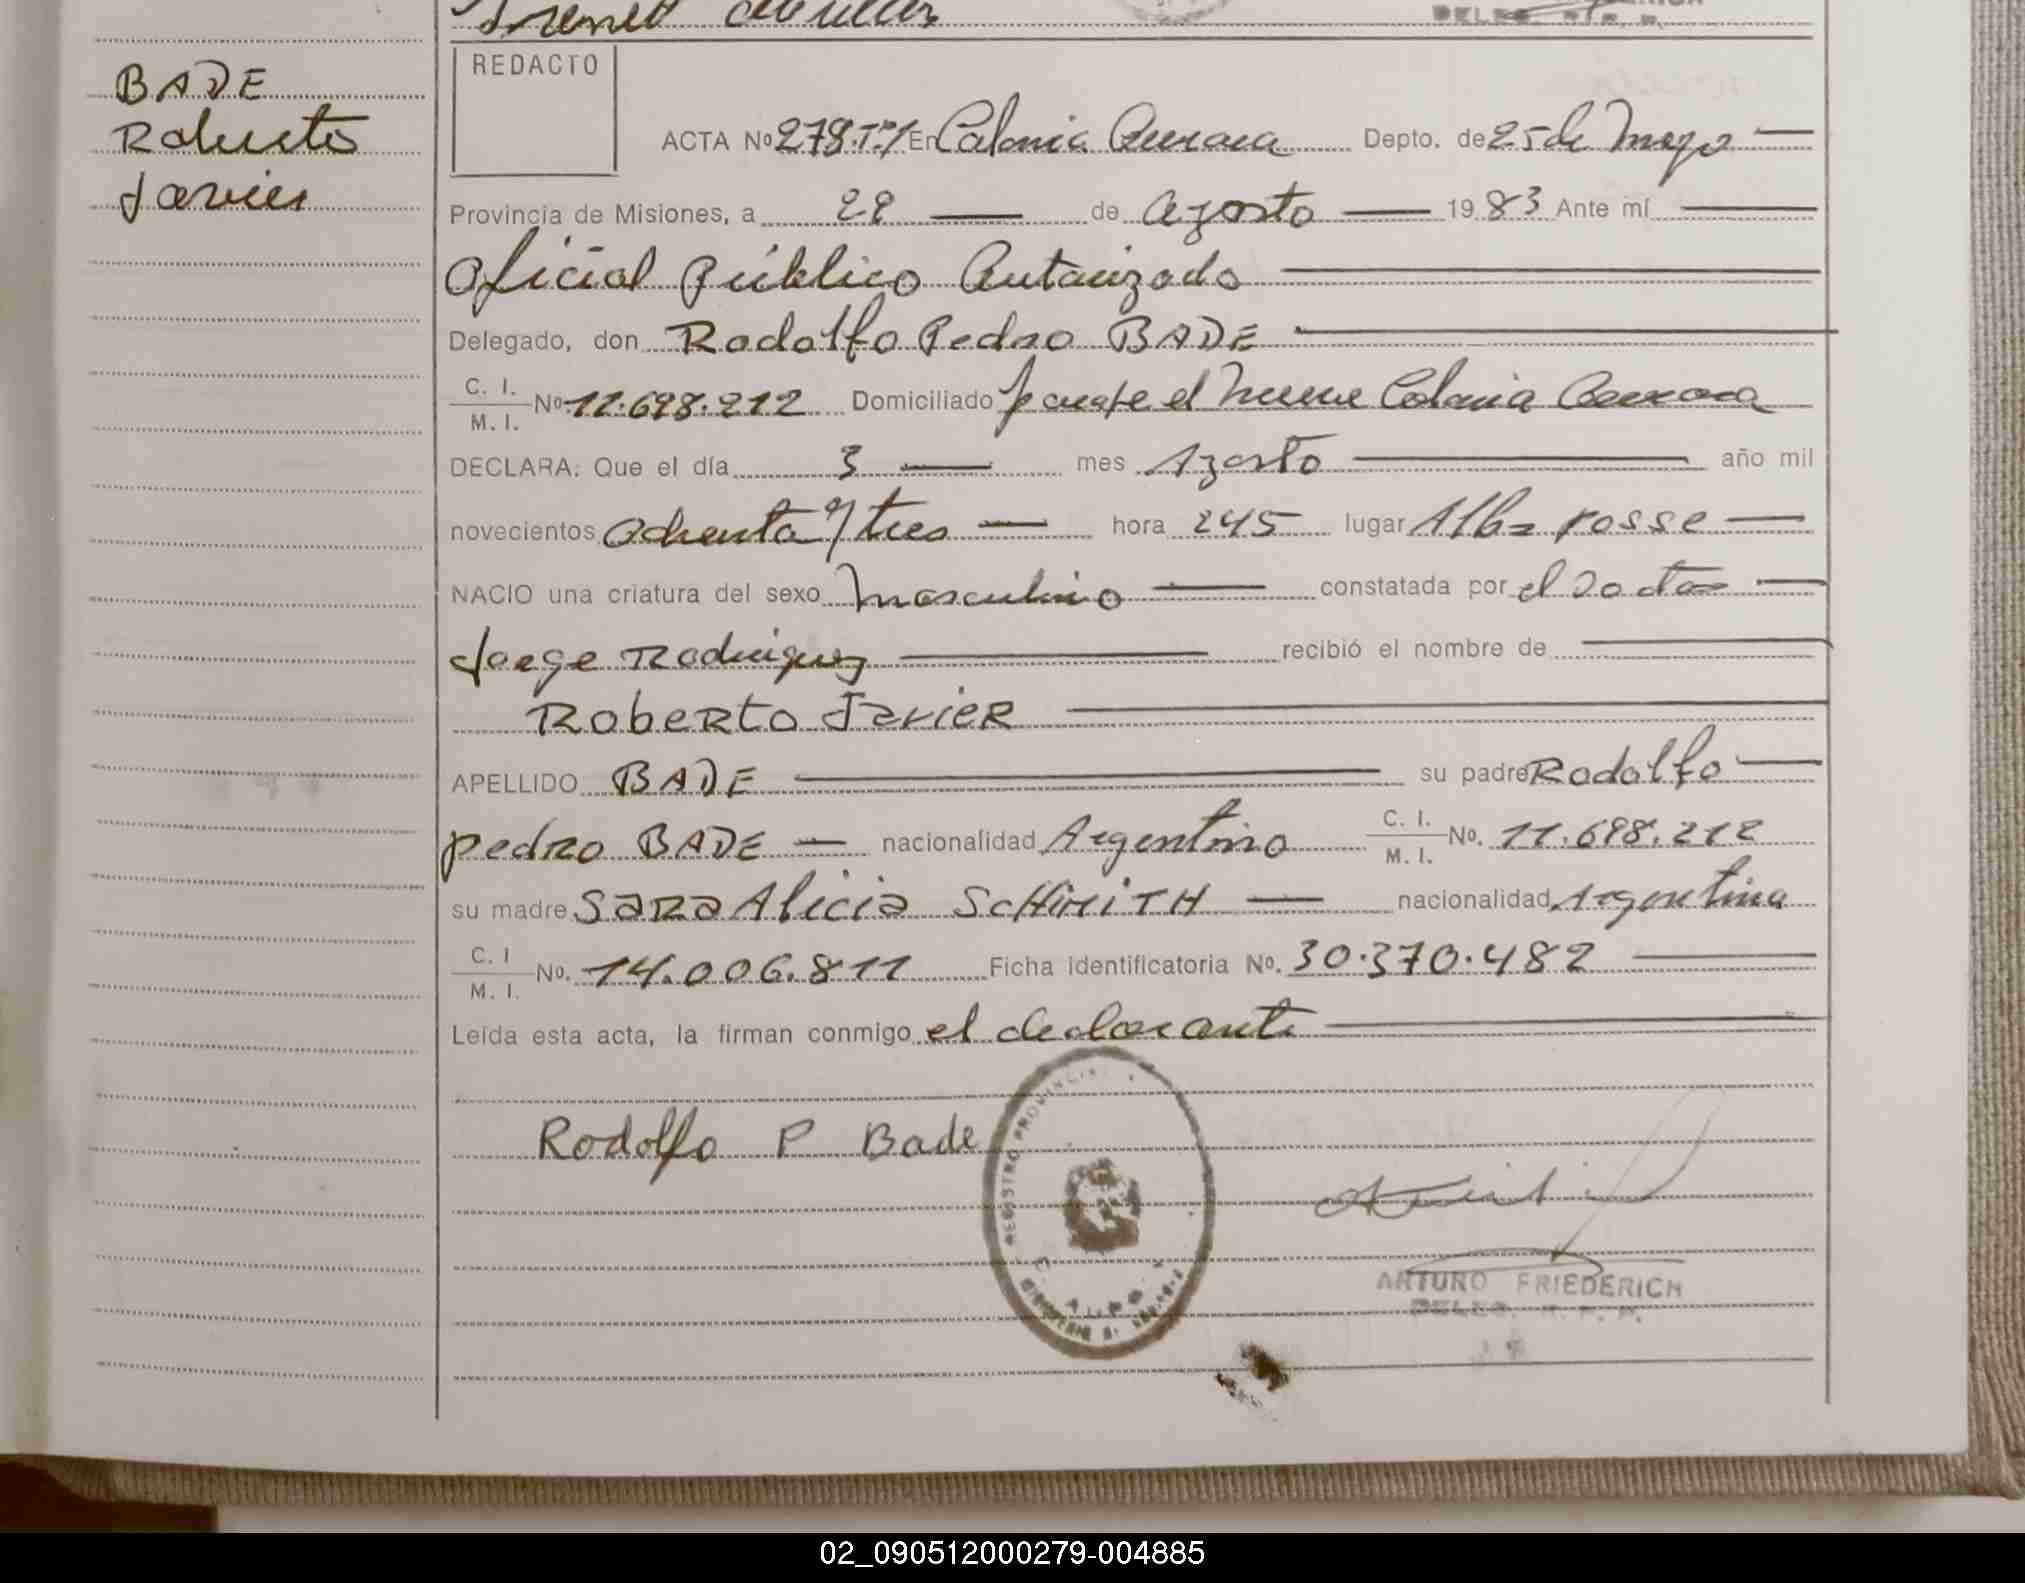 BADE
Roberto
Javier
REDACTO
ACTA Nº 278.Tº1 En Colonia Aurora Depto. de 25 de Mayo
Provincia de Misiones, a 29 de Agosto 1983 Ante mí
Oficial Público Autorizado
Delegado, don Rodolfo Pedro BADE
C. I.
M. I. Nº 11.698.212 Domiciliado paraje el Colonia Aurora
DECLARA: Que el día 3 mes Agosto año mil
novecientos Ochenta y tres hora 245 lugar Alba posse
NACIO una criatura del sexo masculino constatada por el Doctor
Jorge Rodriguez recibió el nombre de
Roberto Javier
APELLIDO BADE su padre Rodolfo
pedro BADE nacionalidad Argentino C. I. M. I. No. 11.698.212
su madre Sara Alicia SCHMITH nacionalidad Argentina
C. I
M. I. No. 14.006.811 Ficha identificatoria No. 30.370.482
Leída esta acta, la firman conmigo el declarante
Rodolfo P Bade
REGISTRO PROVINCIAL
ARTURO FRIEDERICH
DELEG. R. P. P.
02_090512000279-004885